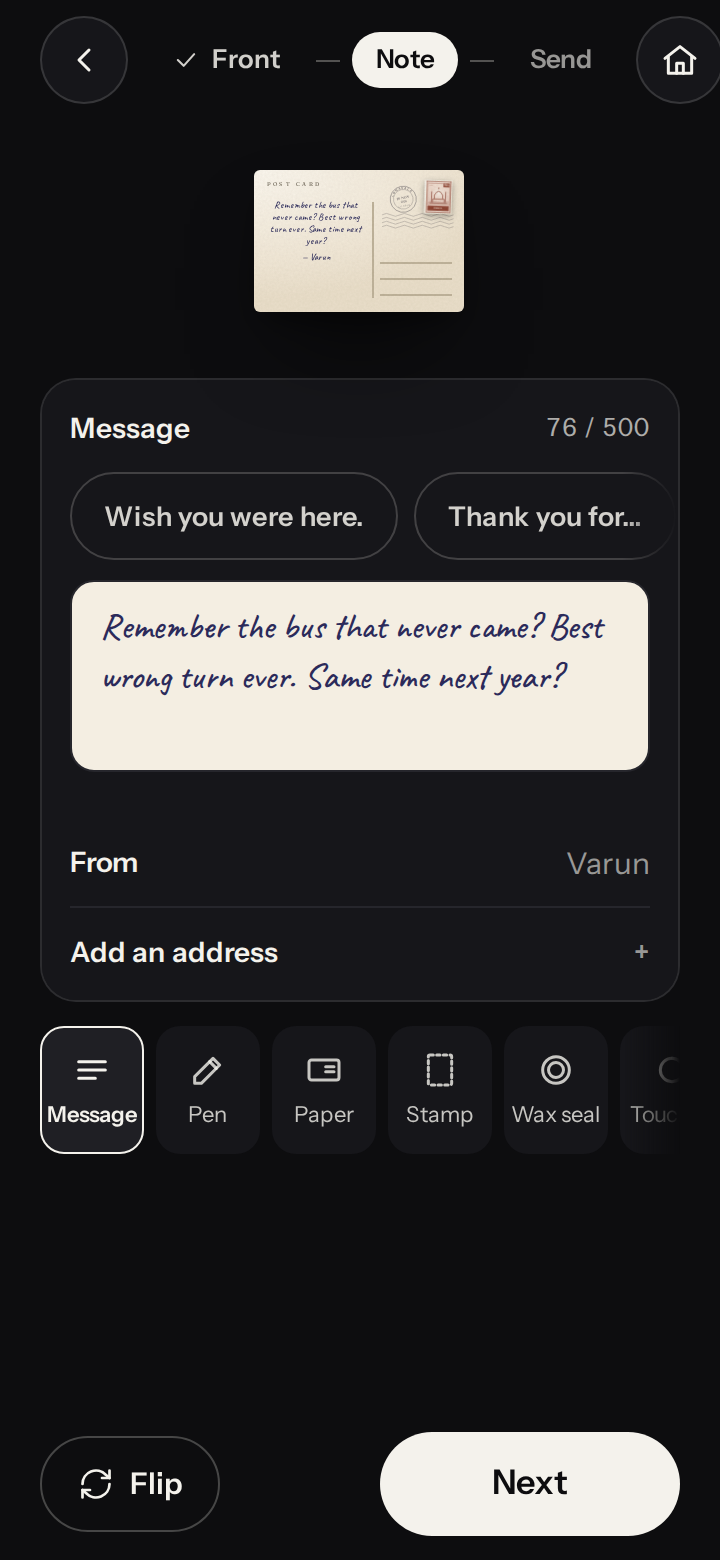 Front
Note
Send
POST CARD
Remember the bus that
never came? Best wrong
turn ever. Same time next
year?
– Varun
Message
76 / 500
Wish you were here.
Thank you for...
Remember the bus that never came? Best
wrong turn ever. Same time next year?
From
Varun
Add an address
+
Message
Pen
Paper
Stamp
Wax seal
Touc
Flip
Next